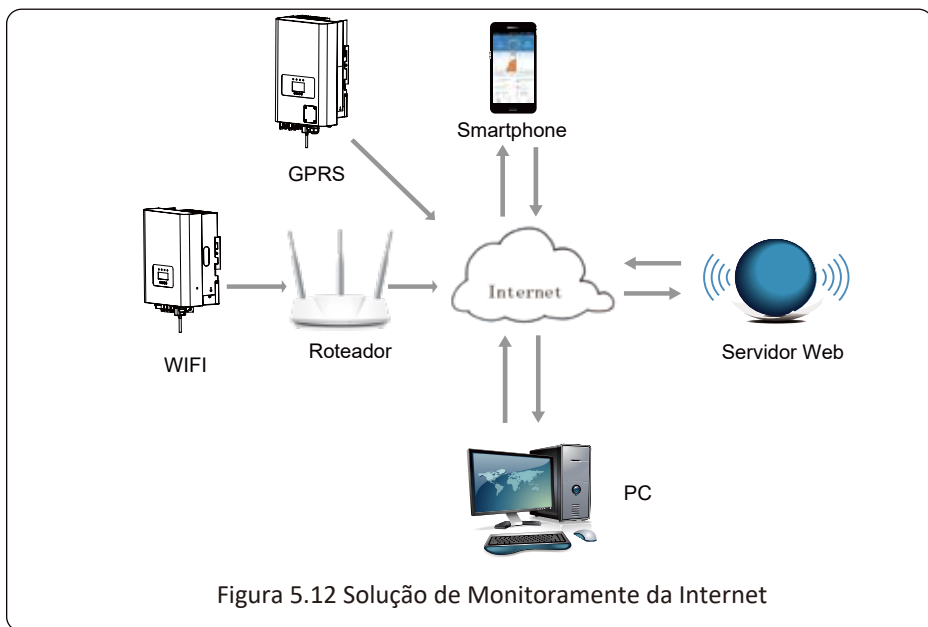 Smartphone
GPRS
Internet
WIFI
Roteador
Servidor Web
PC
Figura 5.12 Solução de Monitoramente da Internet